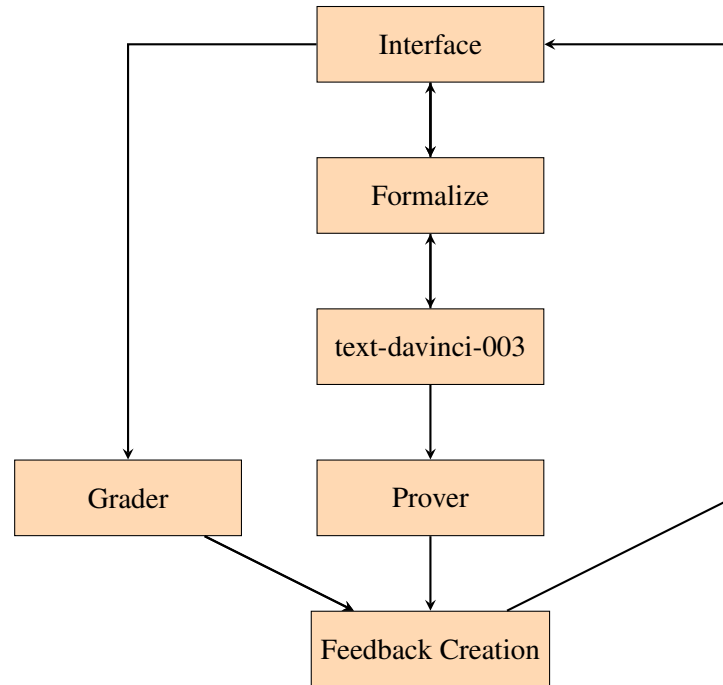 Interface
Formalize
text-davinci-003
Grader
Prover
Feedback Creation